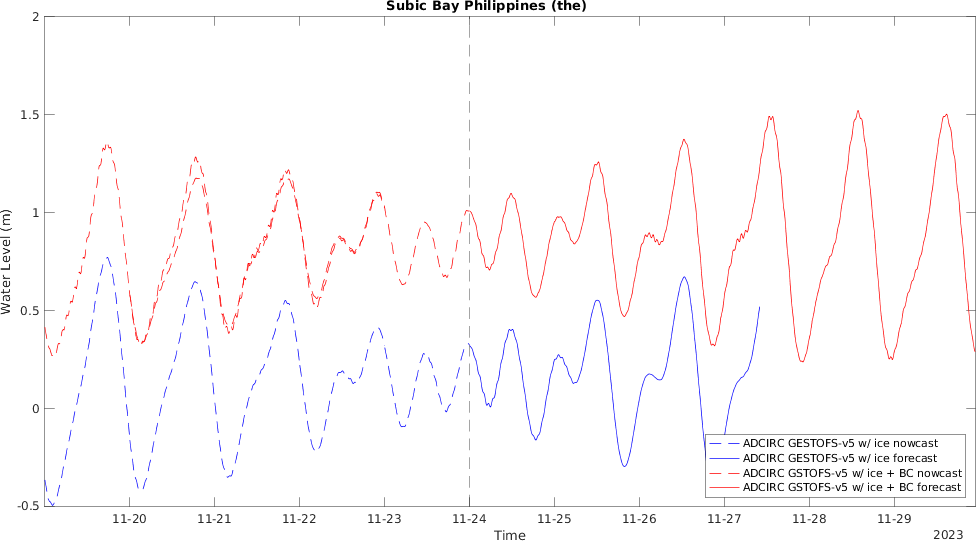 Subic Bay Philippines (the)
2
1.5
1
0.5
0
-0.5
Water Level (m)
11-20 11-21 11-22 11-23 11-24 11-25 11-26 11-27 11-28 11-29
Time
2023
ADCIRC GESTOFS-v5 w/ ice nowcast
ADCIRC GESTOFS-v5 w/ ice forecast
ADCIRC GSTOFS-v5 w/ ice + BC nowcast
ADCIRC GSTOFS-v5 w/ ice + BC forecast